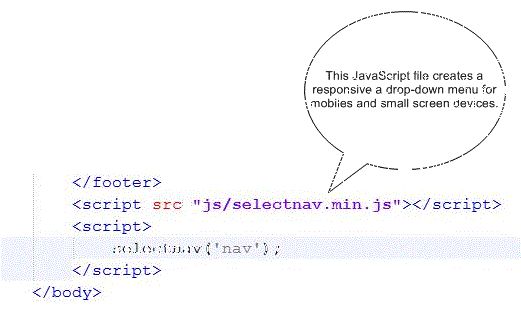 This JavaScript file creates a
responsive a drop-down menu for
mobiles and small screen devices.
</footer>
<script src "js/selectnav.min.js"></script>
<script>
selectnav('nav');
</script>
</body>